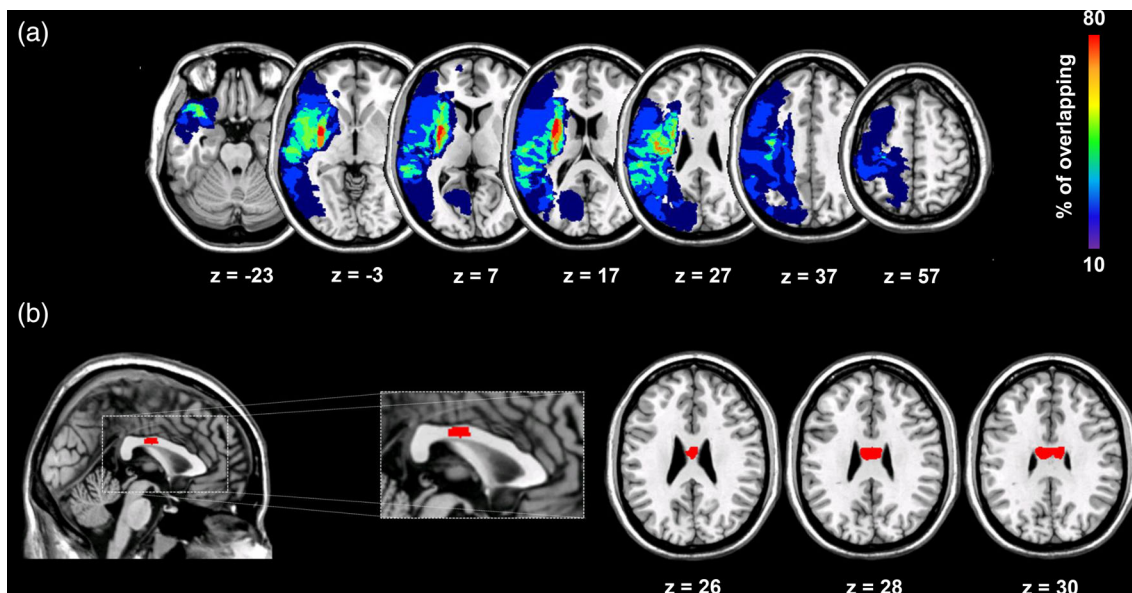 (a)
80
% of overlapping
10
z = -23
z = -3
z = 7
z = 17
z = 27
z = 37
z = 57
(b)
z = 26
z = 28
z = 30